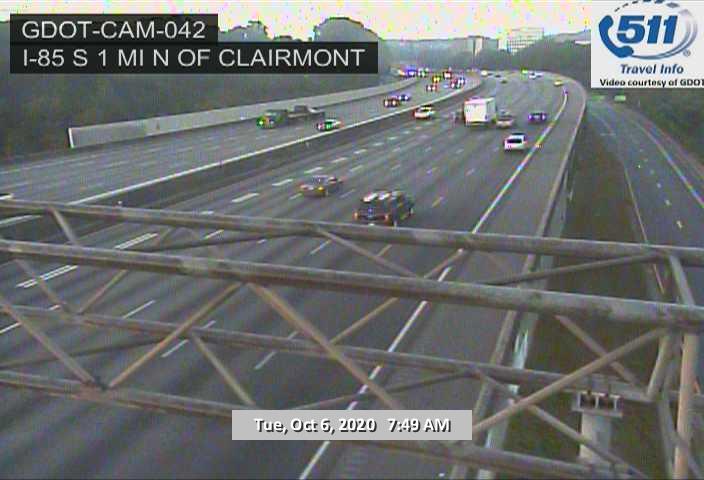 GDOT-CAM-042
I-85 S 1 MI N OF CLAIRMONT
511
Travel Info
Video courtesy of GDOT
Tue, Oct 6, 2020 7:49 AM